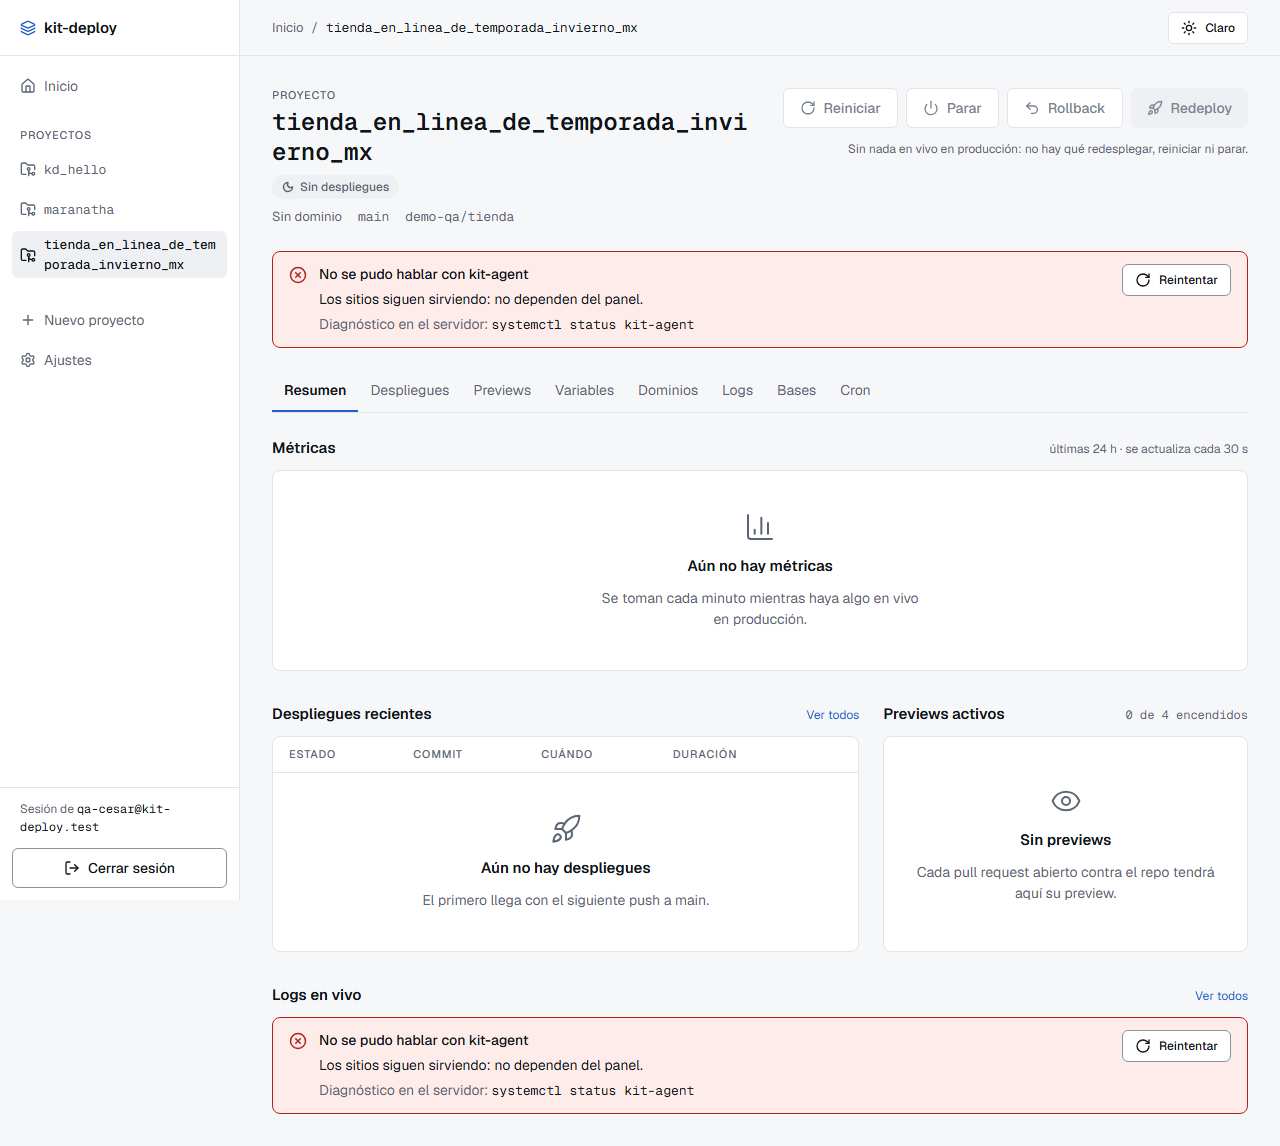 kit-deploy
Inicio / tienda_en_linea_de_temporada_invierno_mx
Claro
Inicio
PROYECTOS
kd_hello
maranatha
tienda_en_linea_de_tem
porada_invierno_mx
Nuevo proyecto
Ajustes
Sesión de qa-cesar@kit-
deploy.test
Cerrar sesión
PROYECTO
tienda_en_linea_de_temporada_invi
erno_mx
Sin despliegues
Sin dominio main demo-qa/tienda
Reiniciar Parar Rollback Redeploy
Sin nada en vivo en producción: no hay qué redesplegar, reiniciar ni parar.
No se pudo hablar con kit-agent
Los sitios siguen sirviendo: no dependen del panel.
Diagnóstico en el servidor: systemctl status kit-agent
Reintentar
Resumen Despliegues Previews Variables Dominios Logs Bases Cron
Métricas
últimas 24 h · se actualiza cada 30 s
Aún no hay métricas
Se toman cada minuto mientras haya algo en vivo
en producción.
Despliegues recientes
Ver todos
ESTADO COMMIT CUÁNDO DURACIÓN
Aún no hay despliegues
El primero llega con el siguiente push a main.
Previews activos
0 de 4 encendidos
Sin previews
Cada pull request abierto contra el repo tendrá
aquí su preview.
Logs en vivo
Ver todos
No se pudo hablar con kit-agent
Los sitios siguen sirviendo: no dependen del panel.
Diagnóstico en el servidor: systemctl status kit-agent
Reintentar